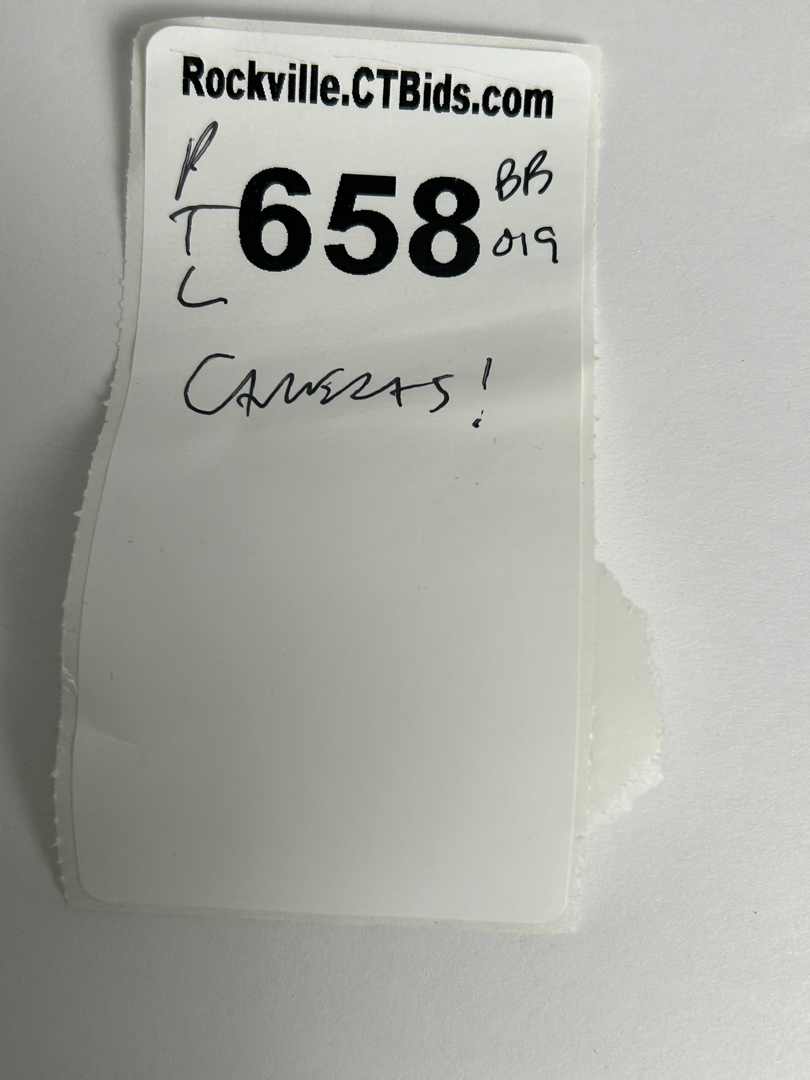 Rockville.CTBids.com
P
T
L
658
BB
019
CAMERAS!